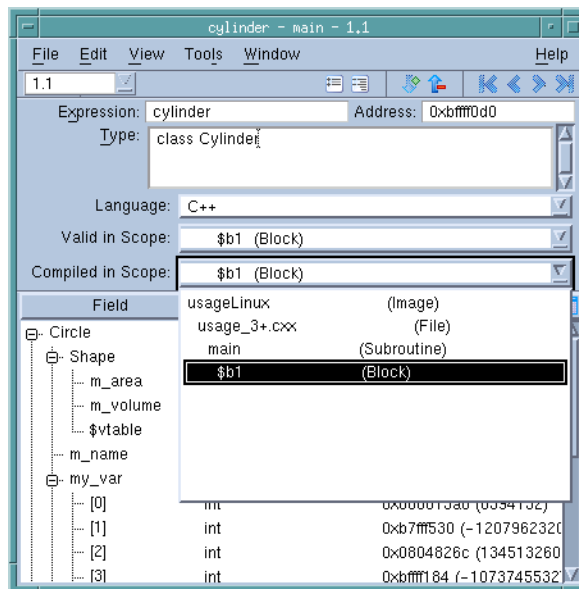 cylinder - main - 1.1
File Edit View Tools Window Help
1.1
Expression: cylinder Address: 0xbffff0d0
Type: class Cylinder
Language: C++
Valid in Scope: $b1 (Block)
Compiled in Scope: $b1 (Block)
Field
usageLinux (Image)
usage_3+.cxx (File)
main (Subroutine)
$b1 (Block)
Circle
Shape
m_area
m_volume
$vtable
m_name
my_var
[0] int
[1] int 0xb7fff530 (-1207962320
[2] int 0x0804826c (134513260
[3] int 0xbffff184 (-1073745532